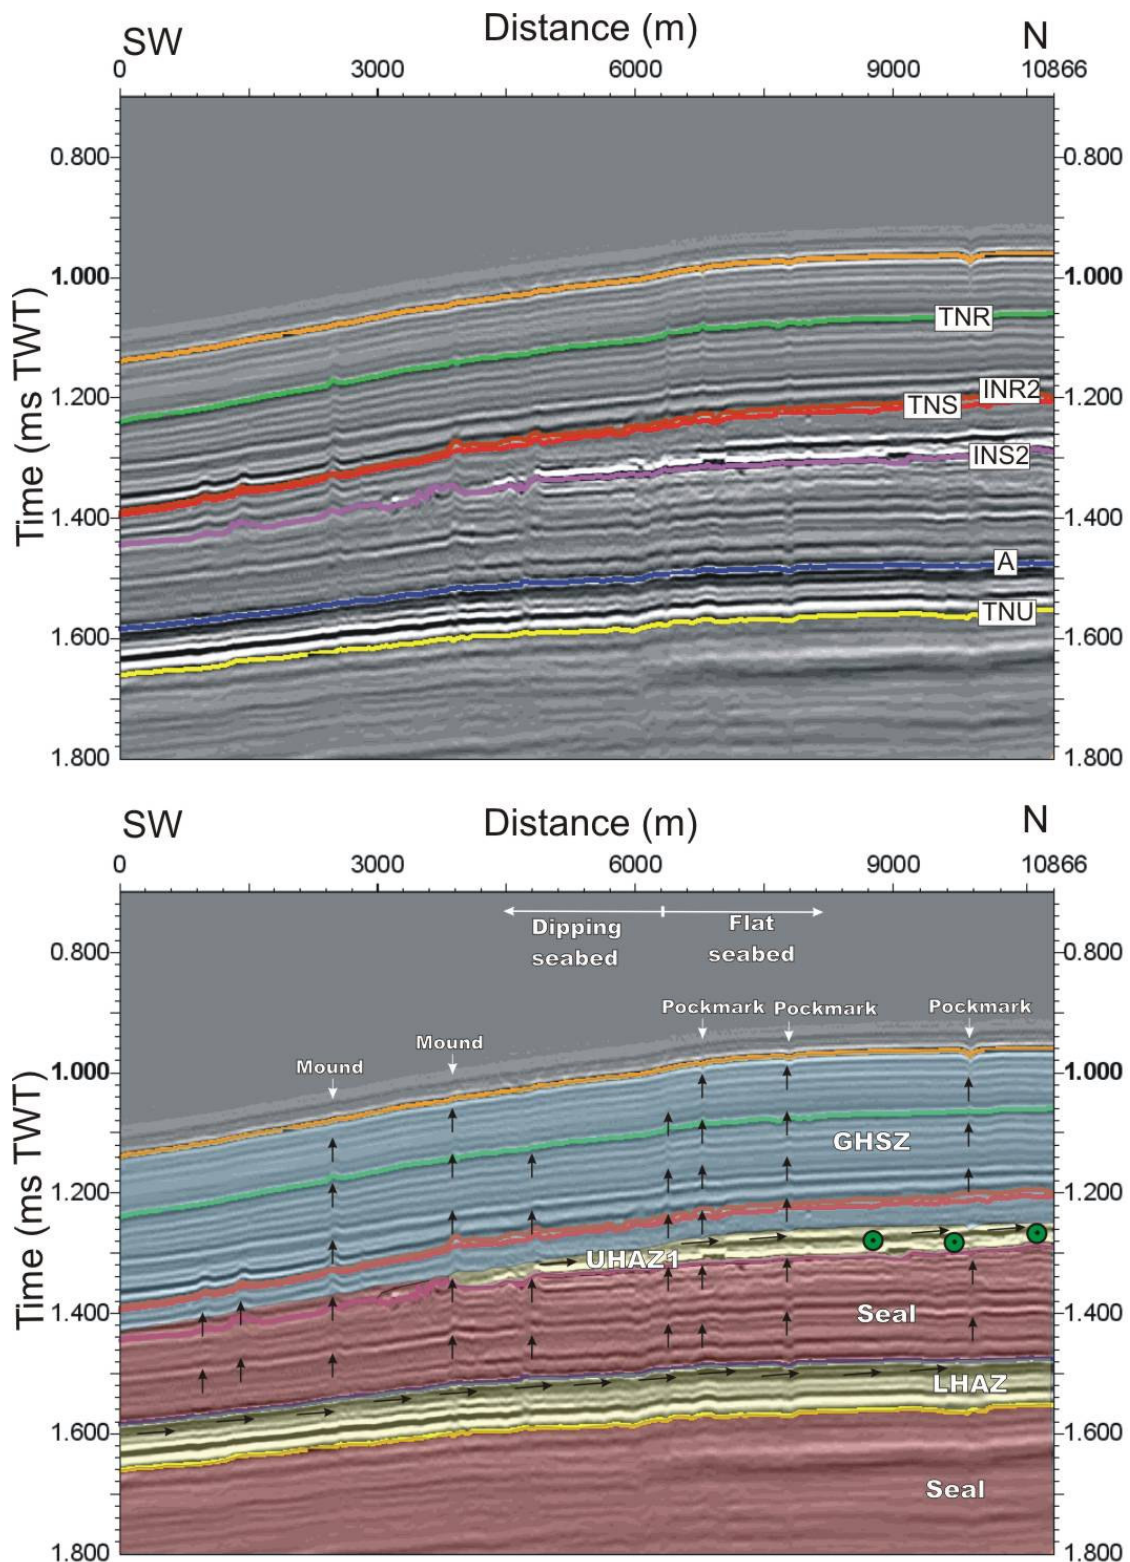 Distance (m)
SW
N
0 3000 6000 9000 10866
0.800 0.800
1.000 1.000
TNR
1.200 1.200
INR2
TNS
INS2
1.400 1.400
A
TNU
1.600 1.600
1.800 1.800
Time (ms TWT)
SW Distance (m) N
0 3000 6000 9000 10866
Dipping
seabed
Flat
seabed
0.800 0.800
Pockmark Pockmark Pockmark
Mound
Mound
1.000 1.000
GHSZ
1.200 1.200
UHAZ1
Seal
1.400 1.400
LHAZ
1.600 1.600
Seal
1.800 1.800
Time (ms TWT)